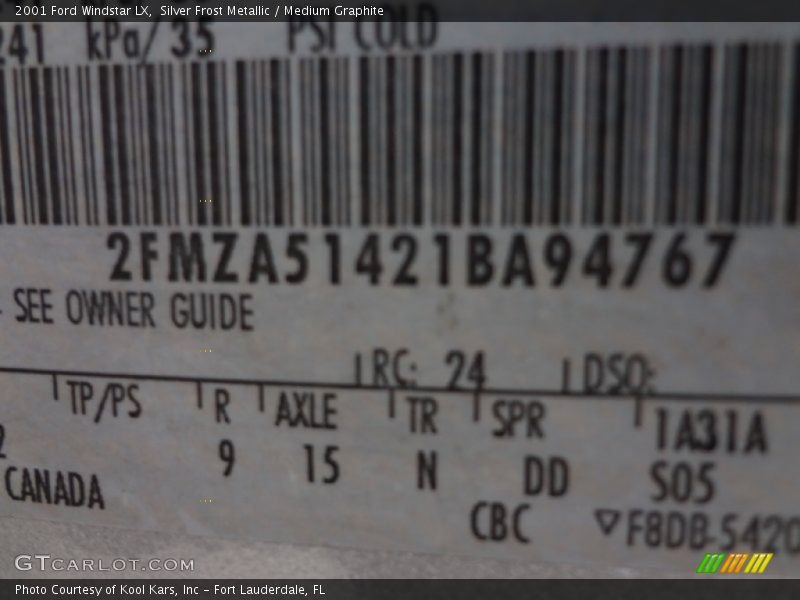 2001 Ford Windstar LX,  Silver Frost Metallic / Medium Graphite
241 kPa/35 PSI COLD
2FMZA51421BA94767
SEE OWNER GUIDE
RC: 24 DSO:
TP/PS R AXLE TR SPR 1A31A
9 15 N DD S05
CANADA
CBC ▽F8DB-5420
GTCARLOT.COM
Photo Courtesy of Kool Kars, Inc – Fort Lauderdale, FL